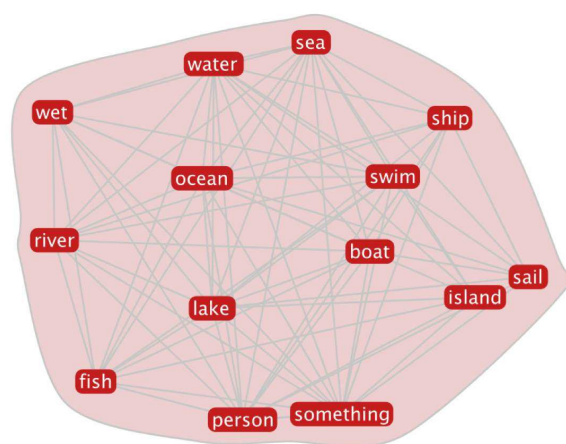 sea
water
wet
ship
ocean
swim
river
boat
sail
island
lake
fish
person
something